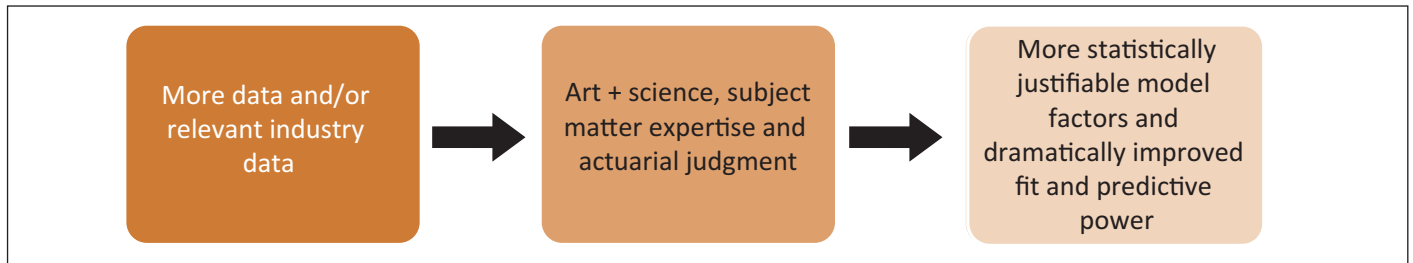 More data and/or
relevant industry
data
Art + science, subject
matter expertise and
actuarial judgment
More statistically
justifiable model
factors and
dramatically improved
fit and predictive
power